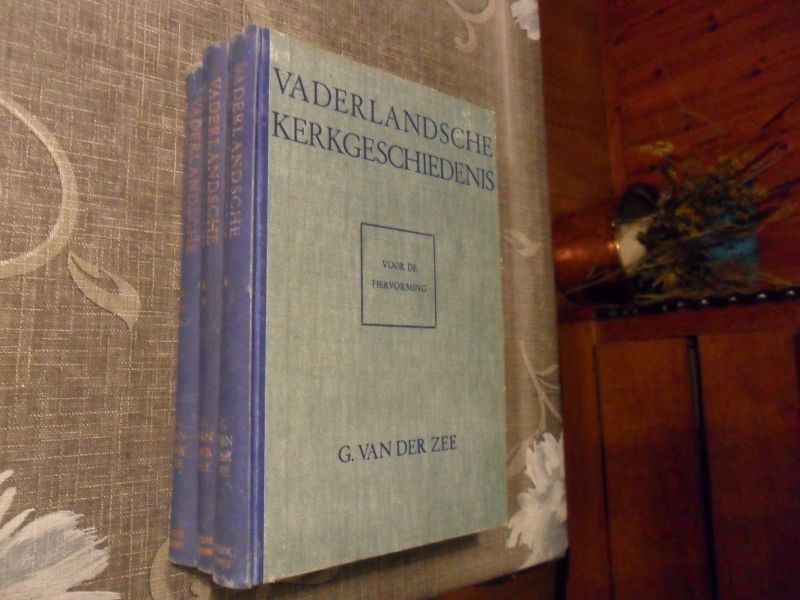 VADERLANDSCHE
KERKGESCHIEDENIS
VOOR DE
HERVORMING
G. VAN DER ZEE
VADERLANDSCHE
VADERLANDSCHE
VADERLANDSCHE